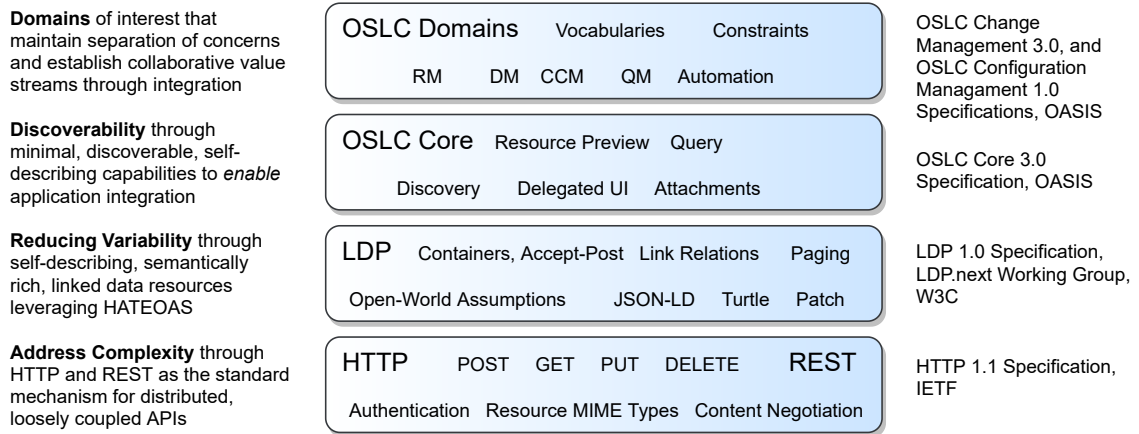 Domains of interest that
maintain separation of concerns
and establish collaborative value
streams through integration
OSLC Domains Vocabularies Constraints
RM DM CCM QM Automation
OSLC Change
Management 3.0, and
OSLC Configuration
Managament 1.0
Specifications, OASIS
Discoverability through
minimal, discoverable, self-
describing capabilities to enable
application integration
OSLC Core Resource Preview Query
Discovery Delegated UI Attachments
OSLC Core 3.0
Specification, OASIS
Reducing Variability through
self-describing, semantically
rich, linked data resources
leveraging HATEOAS
LDP Containers, Accept-Post Link Relations Paging
Open-World Assumptions JSON-LD Turtle Patch
LDP 1.0 Specification,
LDP.next Working Group,
W3C
Address Complexity through
HTTP and REST as the standard
mechanism for distributed,
loosely coupled APIs
HTTP POST GET PUT DELETE REST
Authentication Resource MIME Types Content Negotiation
HTTP 1.1 Specification,
IETF